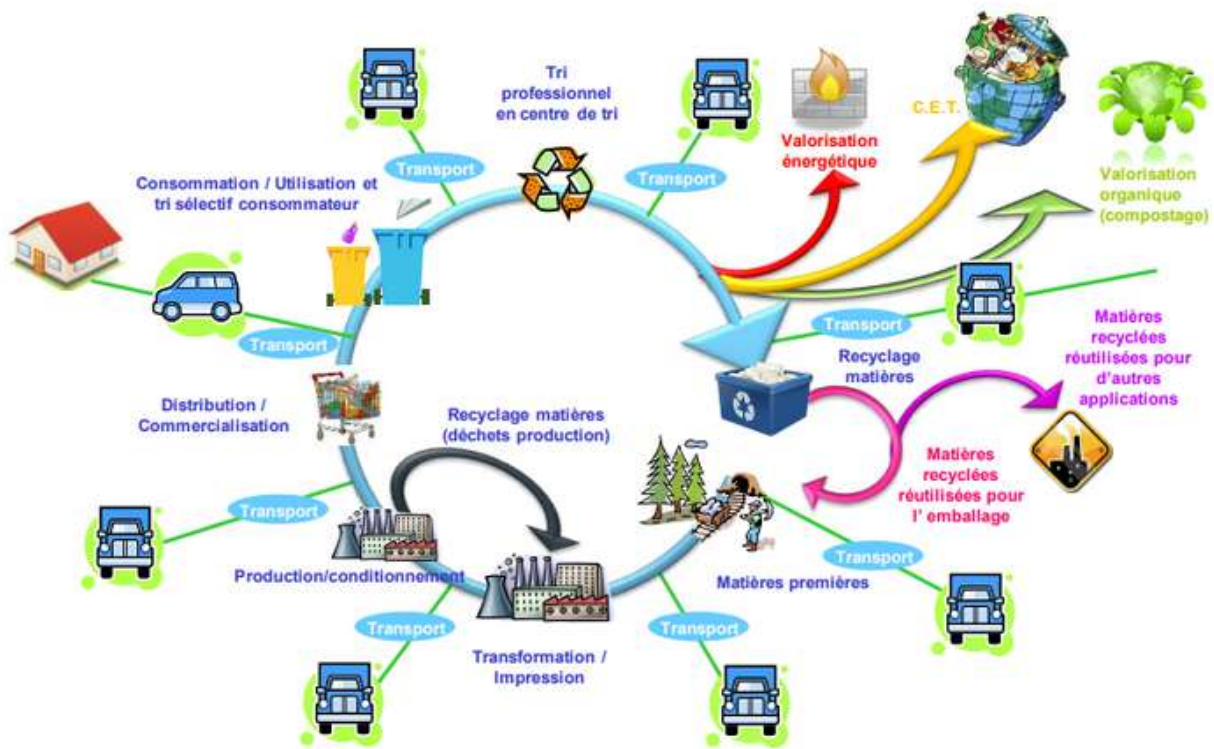 Tri
professionnel
en centre de tri
Transport
Transport
Valorisation
énergétique
C.E.T.
Valorisation
organique
(compostage)
Consommation / Utilisation et
tri sélectif consommateur
Transport
Transport
Matières
recyclées
réutilisées pour
d'autres
applications
Recyclage
matières
Distribution /
Commercialisation
Recyclage matières
(déchets production)
Matières
recyclées
réutilisées pour
l' emballage
Transport
Transport
Production/conditionnement
Matières premières
Transport
Transport
Transformation /
Impression